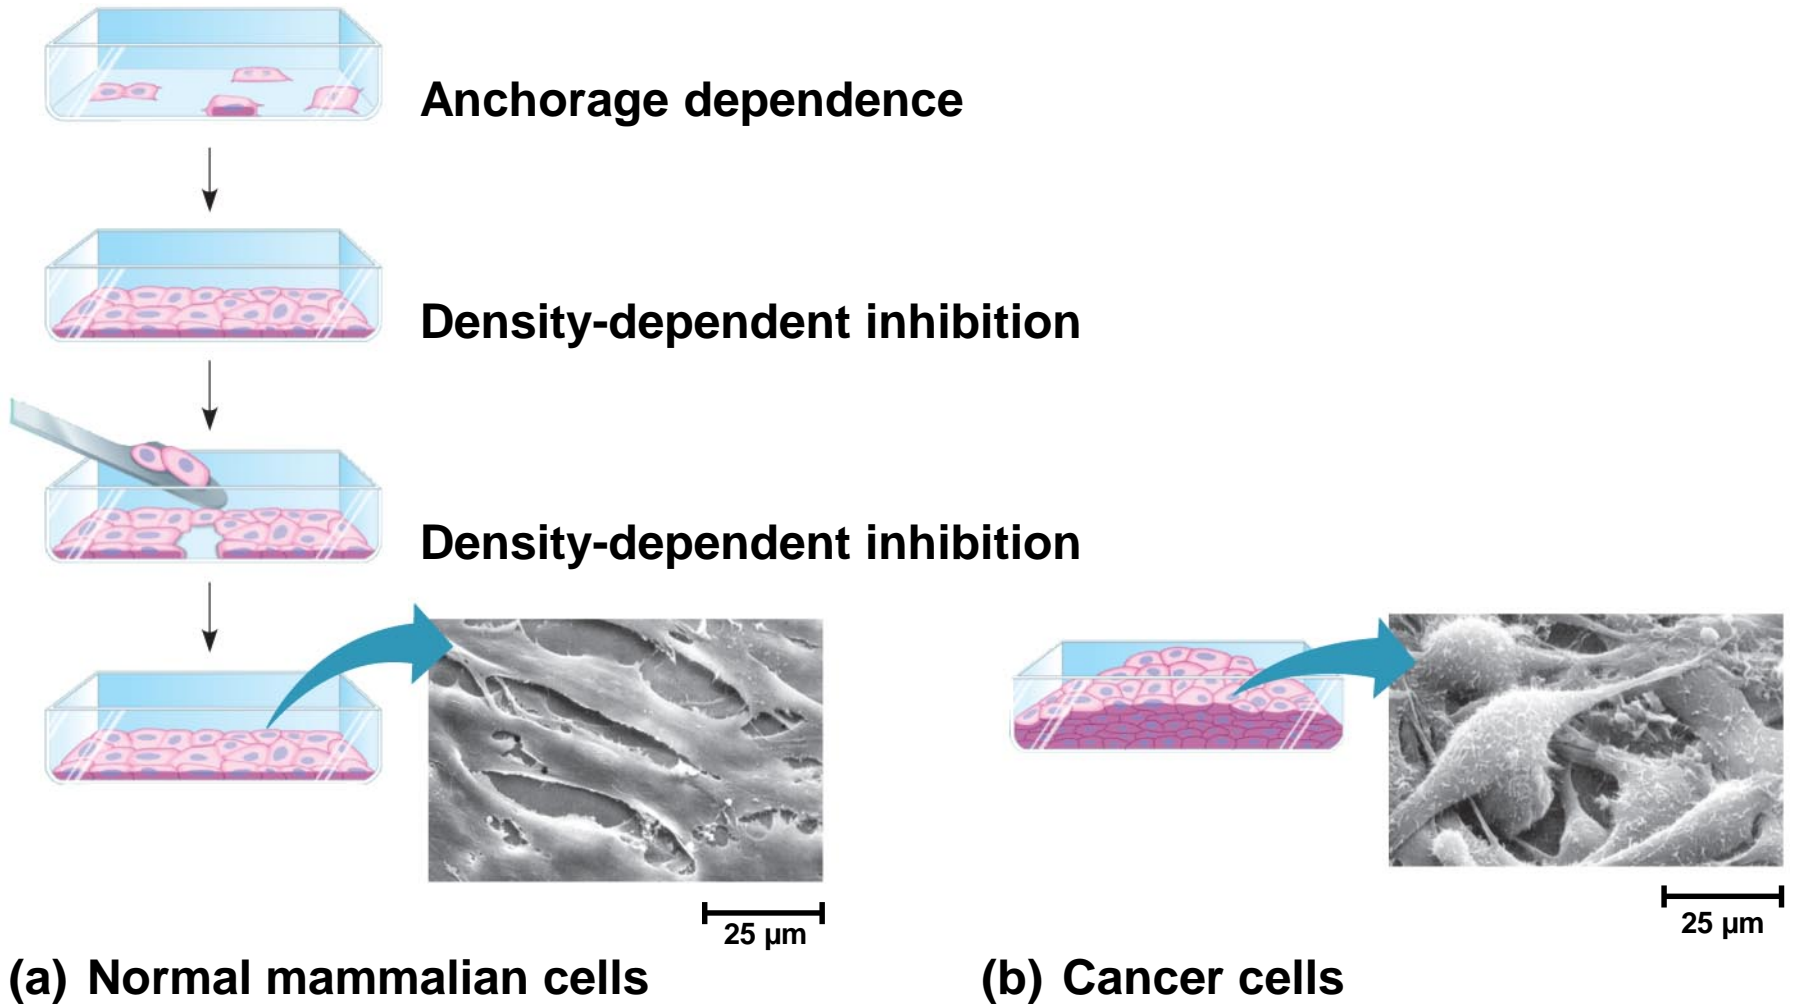 Anchorage dependence
Density-dependent inhibition
Density-dependent inhibition
25 µm
25 µm
(a) Normal mammalian cells
(b) Cancer cells